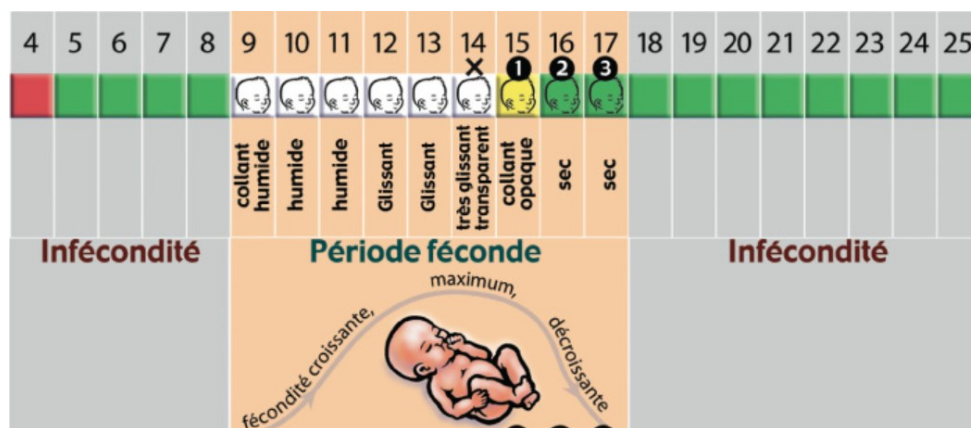 4 5 6 7 8 9 10 11 12 13 14 15 16 17 18 19 20 21 22 23 24 25
× 1 2 3
collant
humide
humide
humide
Glissant
Glissant
très glissant
transparent
collant
opaque
sec
sec
Infécondité Période féconde Infécondité
fécondité croissante, maximum, décroissante